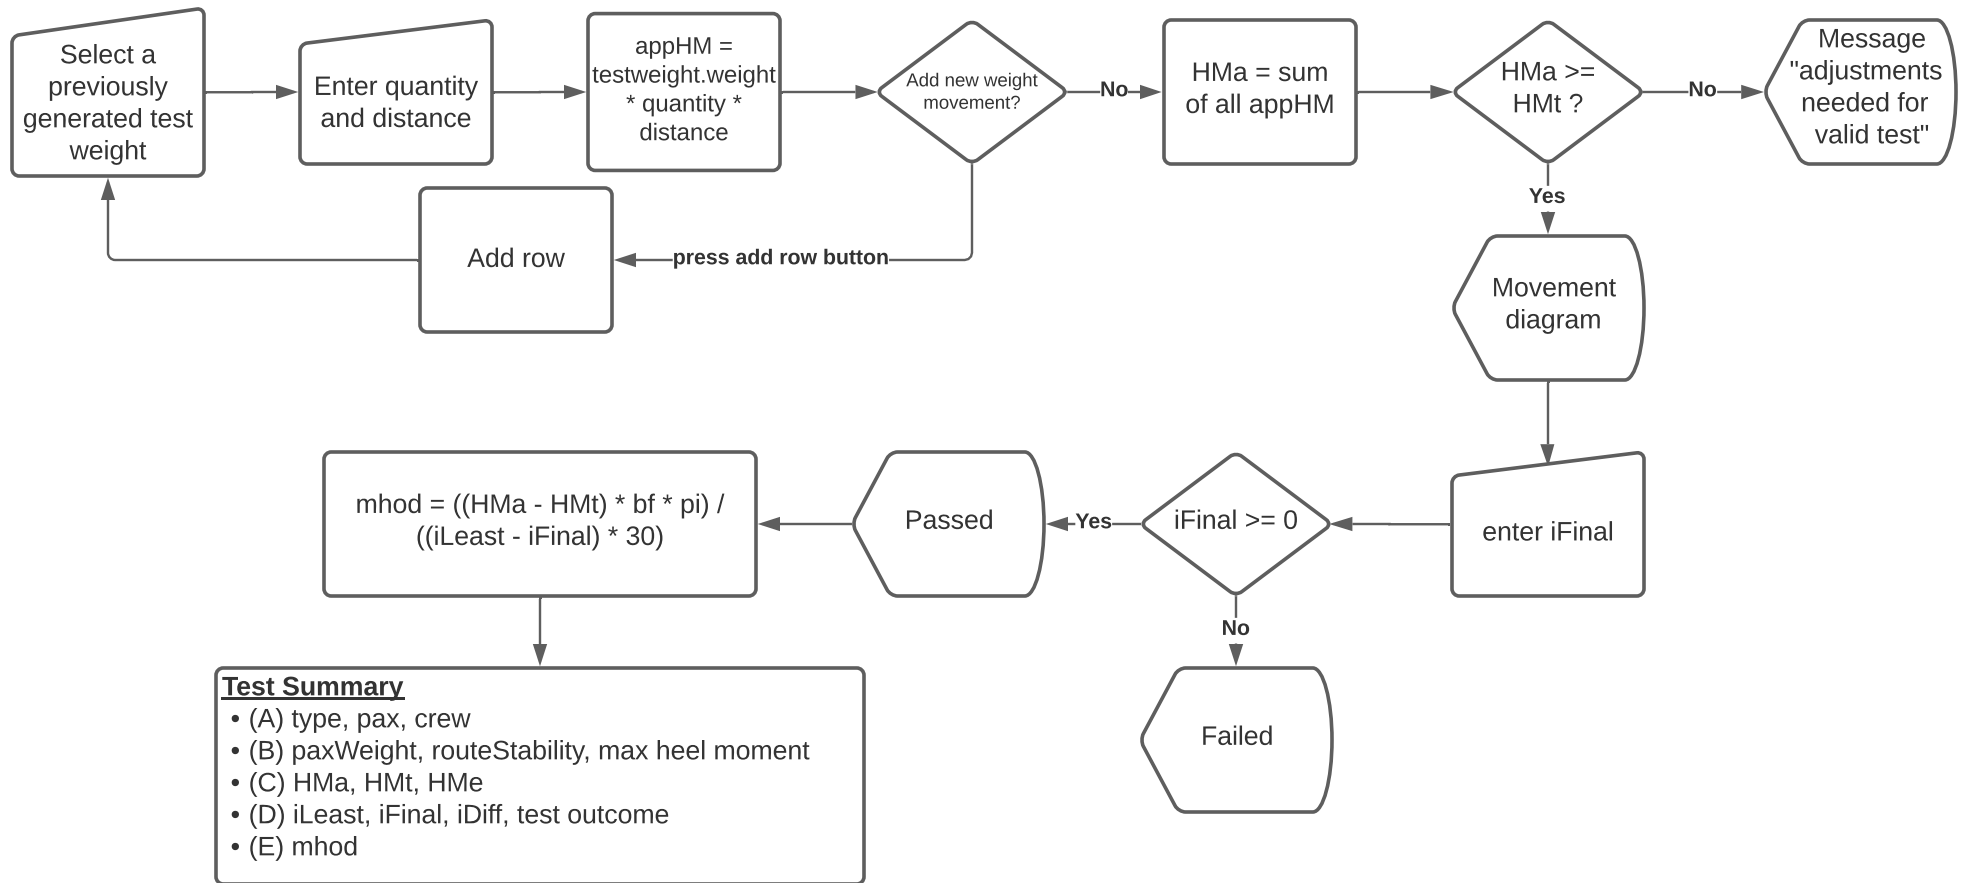 Select a
previously
generated test
weight
Enter quantity
and distance
appHM =
testweight.weight
* quantity *
distance
Add new weight
movement?
No
HMa = sum
of all appHM
HMa >=
HMt ?
No
Message
"adjustments
needed for
valid test"
Yes
Add row
press add row button
Movement
diagram
mhod = ((HMa - HMt) * bf * pi) /
((iLeast - iFinal) * 30)
Passed
Yes
iFinal >= 0
enter iFinal
No
Failed
Test Summary
• (A) type, pax, crew
• (B) paxWeight, routeStability, max heel moment
• (C) HMa, HMt, HMe
• (D) iLeast, iFinal, iDiff, test outcome
• (E) mhod